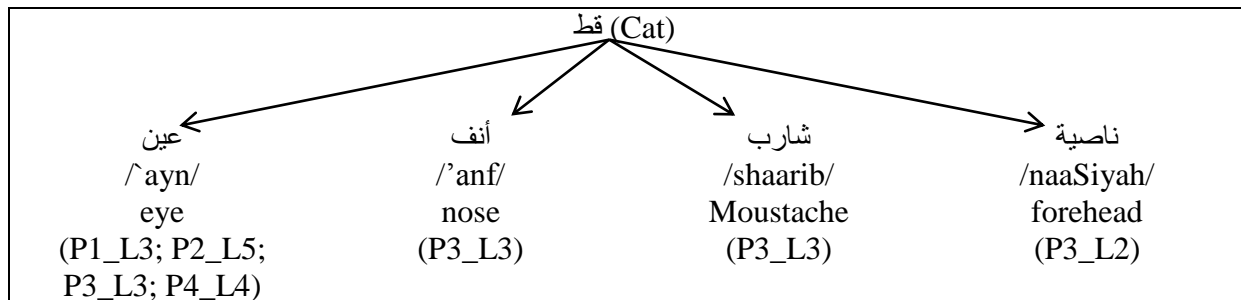 قط (Cat)
عين أنف شارب ناصية
/`ayn/ /’anf/ /shaarib/ /naaSiyah/
eye nose Moustache forehead
(P1_L3; P2_L5; (P3_L3) (P3_L3) (P3_L2)
P3_L3; P4_L4)